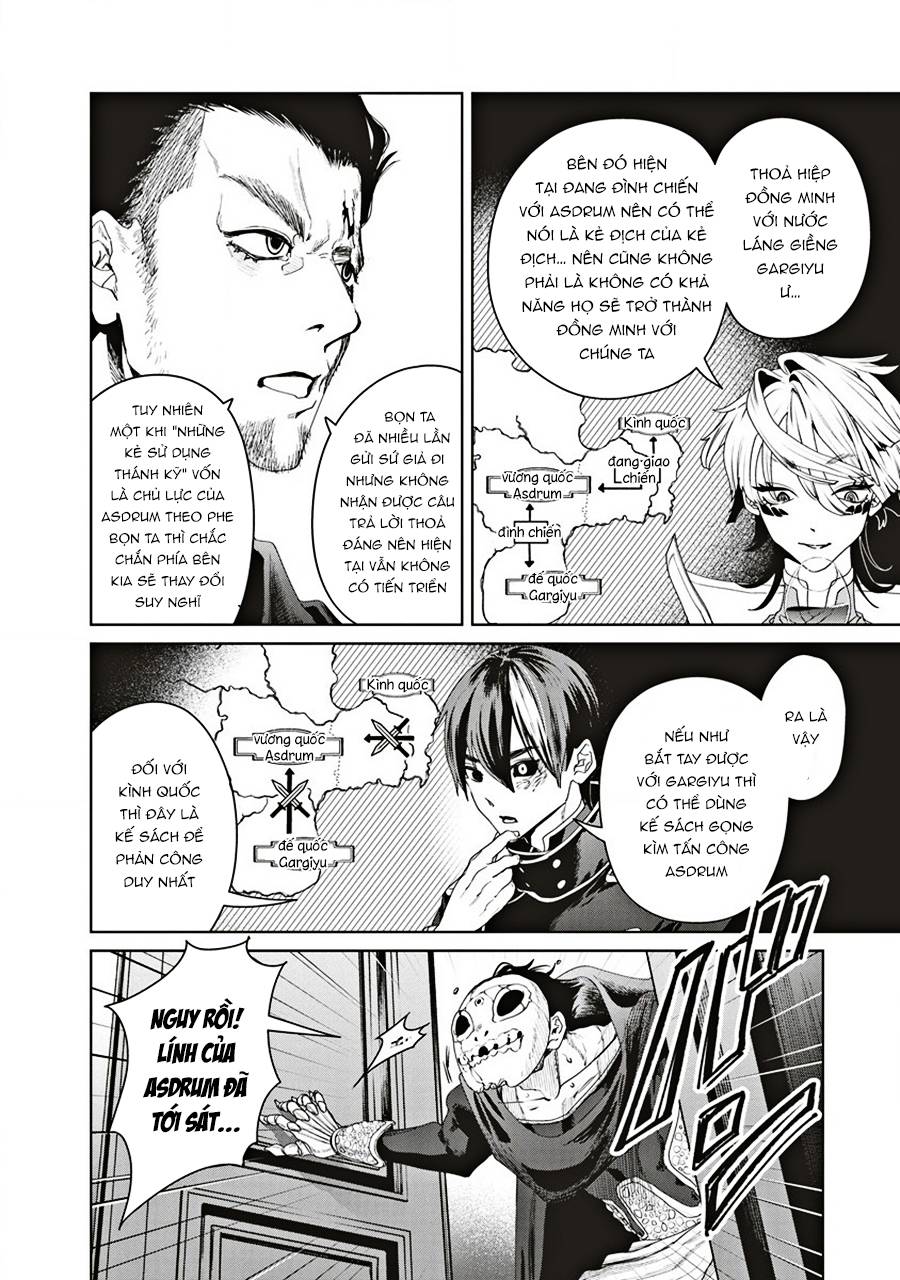 THOẢ HIỆP
ĐỒNG MINH
VỚI NƯỚC
LÁNG GIỀNG
GARGIYU
Ư...
BÊN ĐÓ HIỆN
TẠI ĐANG ĐÌNH CHIẾN
VỚI ASDRUM NÊN CÓ THỂ
NÓI LÀ KẺ ĐỊCH CỦA KẺ
ĐỊCH... NÊN CŨNG KHÔNG
PHẢI LÀ KHÔNG CÓ KHẢ
NĂNG HỌ SẼ TRỞ THÀNH
ĐỒNG MINH VỚI
CHÚNG TA
Kình quốc
đang giao
chiến
vương quốc
Asdrum
đình chiến
đế quốc
Gargiyu
BỌN TA
ĐÃ NHIỀU LẦN
GỬI SỨ GIẢ ĐI
NHƯNG KHÔNG
NHẬN ĐƯỢC CÂU
TRẢ LỜI THOẢ
ĐÁNG NÊN HIỆN
TẠI VẪN KHÔNG
CÓ TIẾN TRIỂN
TUY NHIÊN
MỘT KHI "NHỮNG
KẺ SỬ DỤNG
THÁNH KỸ" VỐN
LÀ CHỦ LỰC CỦA
ASDRUM THEO PHE
BỌN TA THÌ CHẮC
CHẮN PHÍA BÊN
KIA SẼ THAY ĐỔI
SUY NGHĨ
RA LÀ
VẬY
NẾU NHƯ
BẮT TAY ĐƯỢC
VỚI GARGIYU THÌ
CÓ THỂ DÙNG
KẾ SÁCH GỌNG
KÌM TẤN CÔNG
ASDRUM
Kình quốc
vương quốc
Asdrum
đế quốc
Gargiyu
ĐỐI VỚI
KÌNH QUỐC
THÌ ĐÂY LÀ
KẾ SÁCH ĐỂ
PHẢN CÔNG
DUY NHẤT
NGUY RỒI!
LÍNH CỦA
ASDRUM ĐÃ
TỚI SÁT...